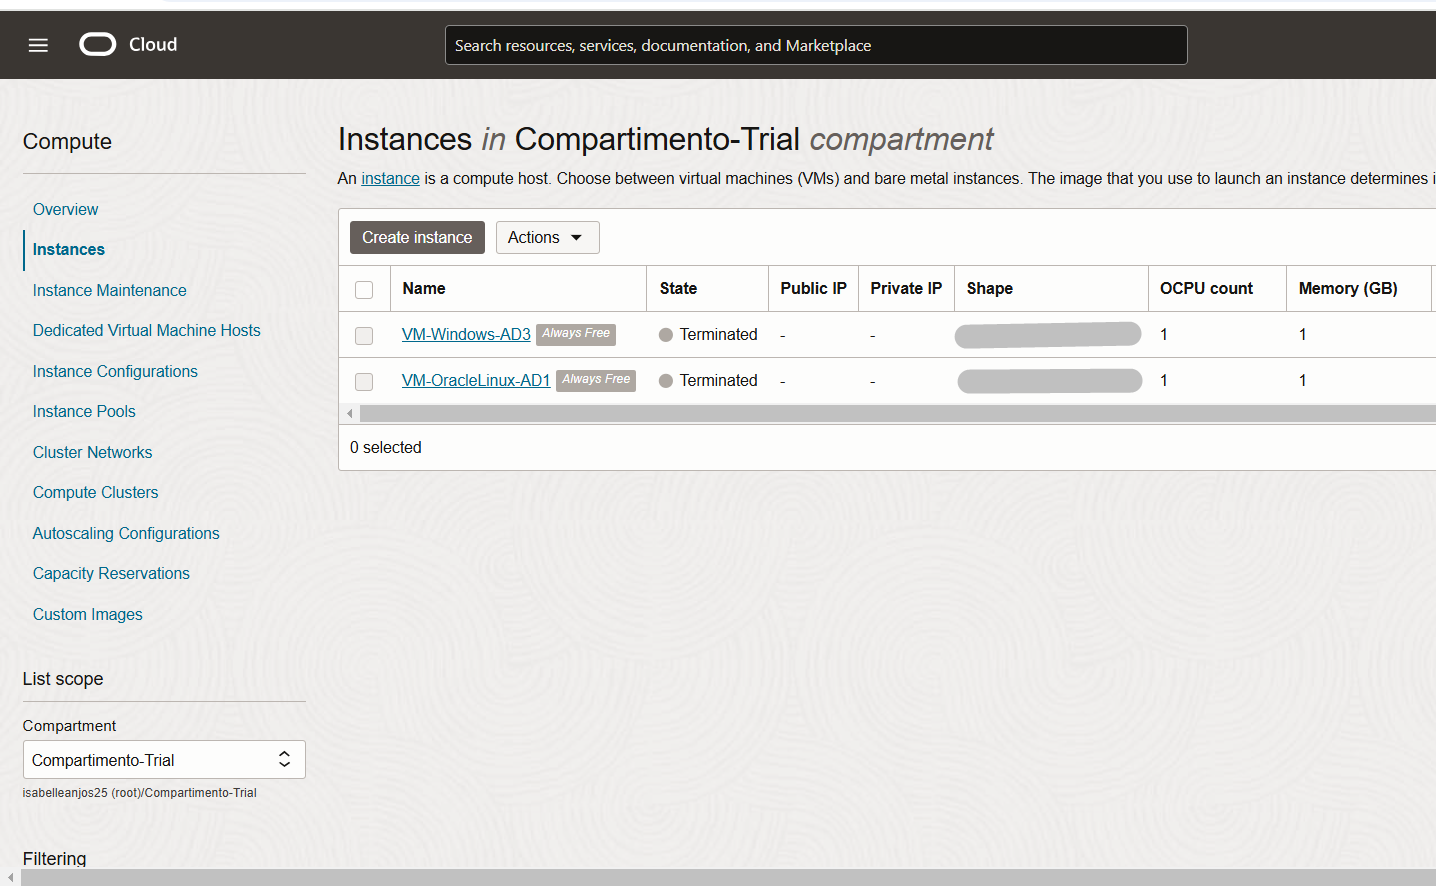 Cloud
Search resources, services, documentation, and Marketplace
Compute
Overview
Instances
Instance Maintenance
Dedicated Virtual Machine Hosts
Instance Configurations
Instance Pools
Cluster Networks
Compute Clusters
Autoscaling Configurations
Capacity Reservations
Custom Images
List scope
Compartment
Compartimento-Trial
isabelleanjos25 (root)/Compartimento-Trial
Filtering
Instances in Compartimento-Trial compartment
An instance is a compute host. Choose between virtual machines (VMs) and bare metal instances. The image that you use to launch an instance determines
Create instance Actions
Name State Public IP Private IP Shape OCPU count Memory (GB)
VM-Windows-AD3 Always Free Terminated - - 1 1
VM-OracleLinux-AD1 Always Free Terminated - - 1 1
0 selected